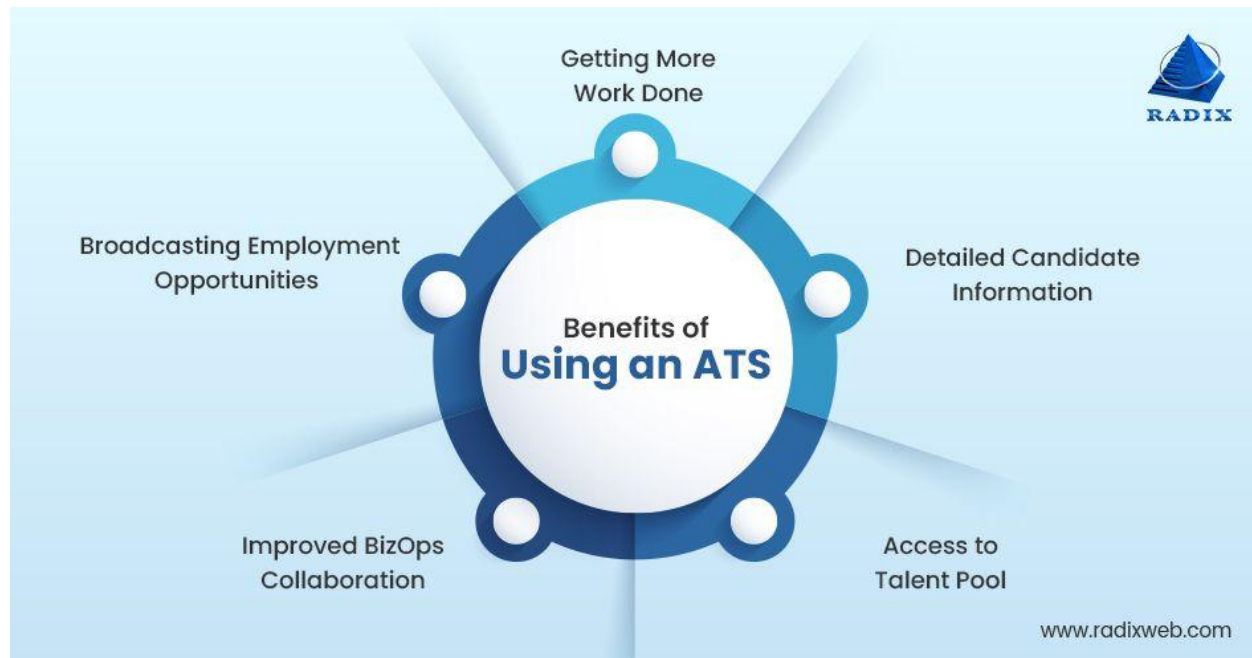 Getting More
Work Done
RADIX
Broadcasting Employment
Opportunities
Detailed Candidate
Information
Benefits of
Using an ATS
Improved BizOps
Collaboration
Access to
Talent Pool
www.radixweb.com